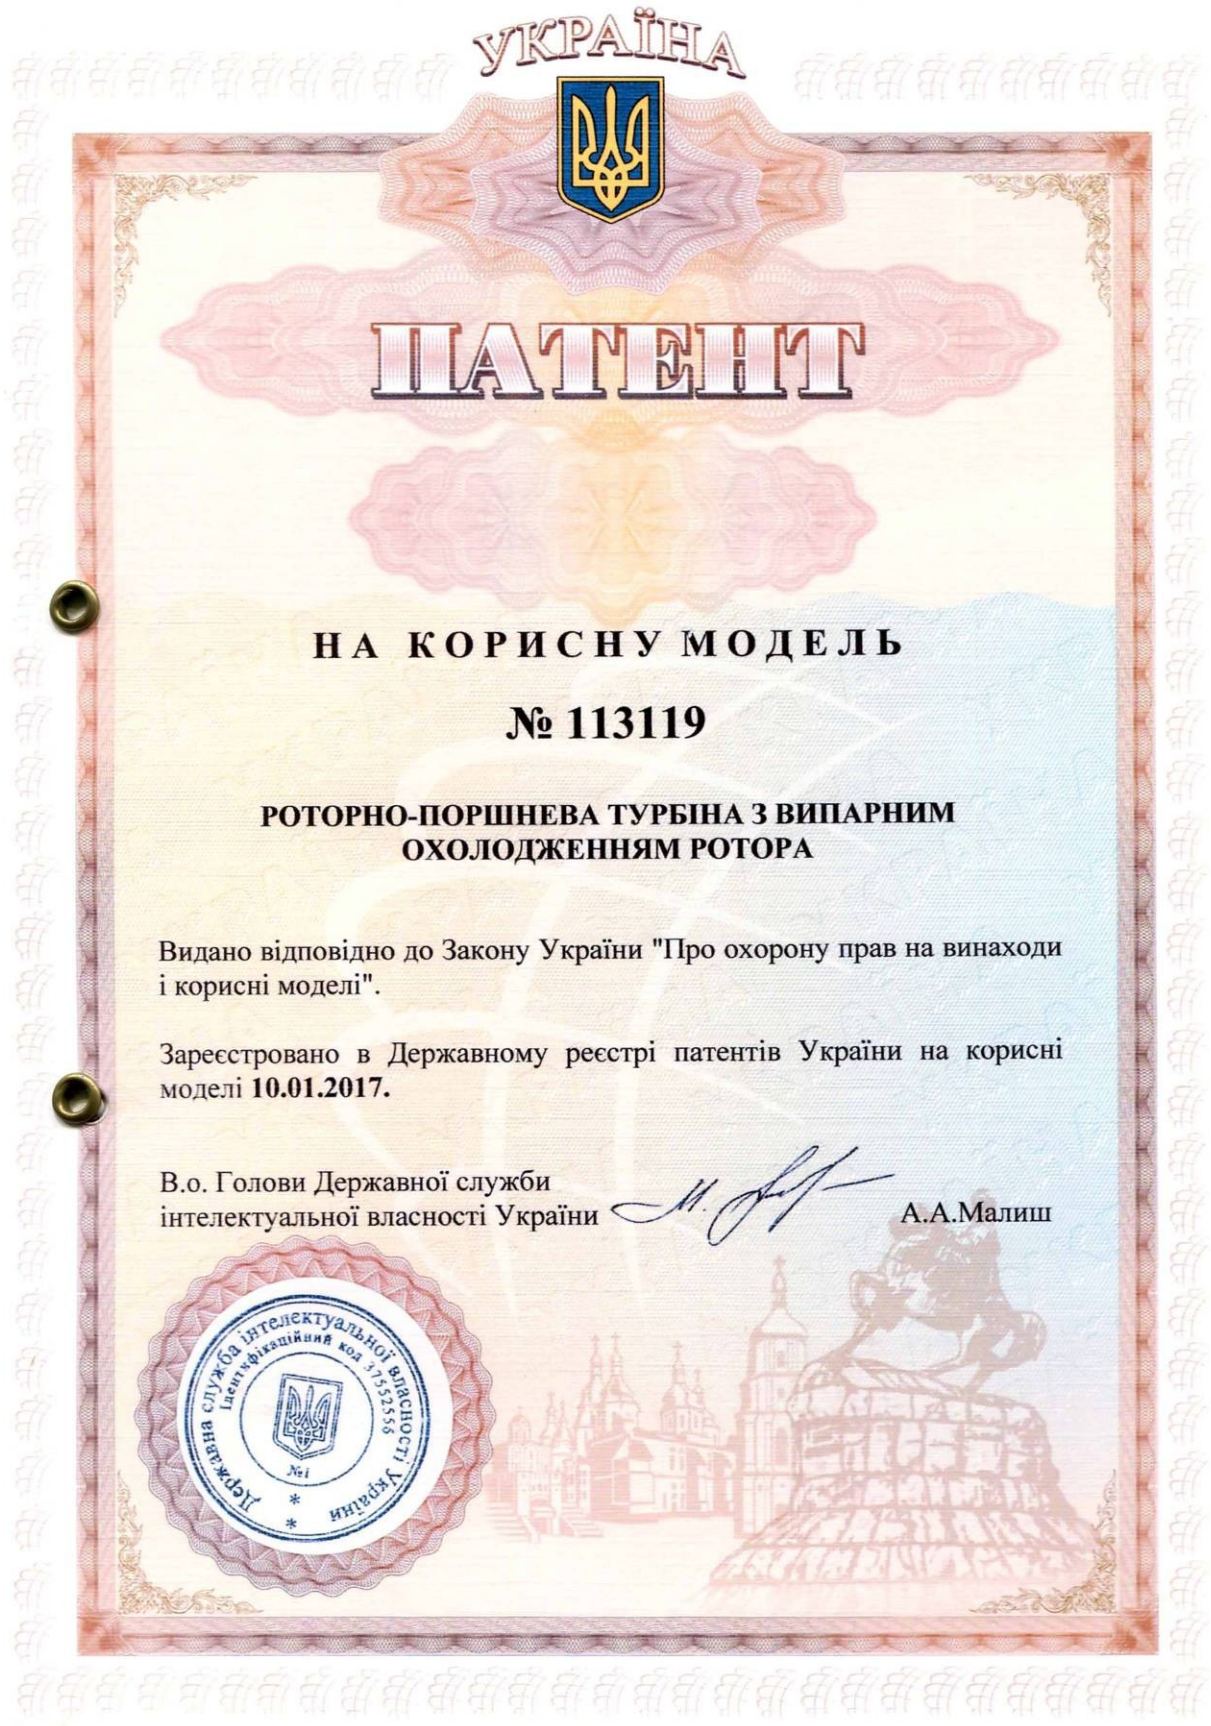 УКРАЇНА
ПАТЕНТ
НА КОРИСНУ МОДЕЛЬ
№ 113119
РОТОРНО-ПОРШНЕВА ТУРБІНА З ВИПАРНИМ
ОХОЛОДЖЕННЯМ РОТОРА
Видано відповідно до Закону України "Про охорону прав на винаходи
і корисні моделі".
Зареєстровано в Державному реєстрі патентів України на корисні
моделі 10.01.2017.
В.о. Голови Державної служби
інтелектуальної власності України
А.А.Малиш
Державна служба інтелектуальної власності України
Ідентифікаційний код 37552556
№1